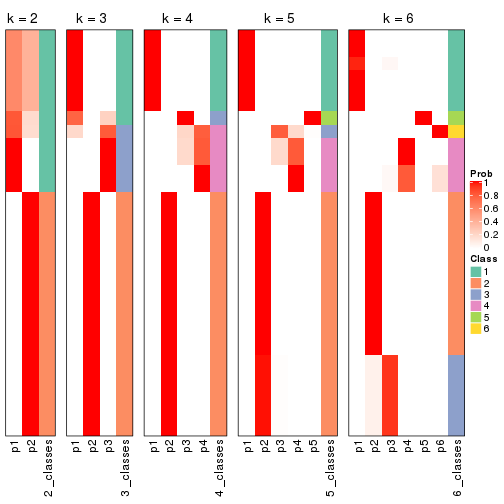 k = 2
k = 3
k = 4
k = 5
k = 6
p1
p2
2_classes
p1
p2
p3
3_classes
p1
p2
p3
p4
4_classes
p1
p2
p3
p4
p5
5_classes
p1
p2
p3
p4
p5
p6
6_classes
Prob
1
0.8
0.6
0.4
0.2
0
Class
1
2
3
4
5
6